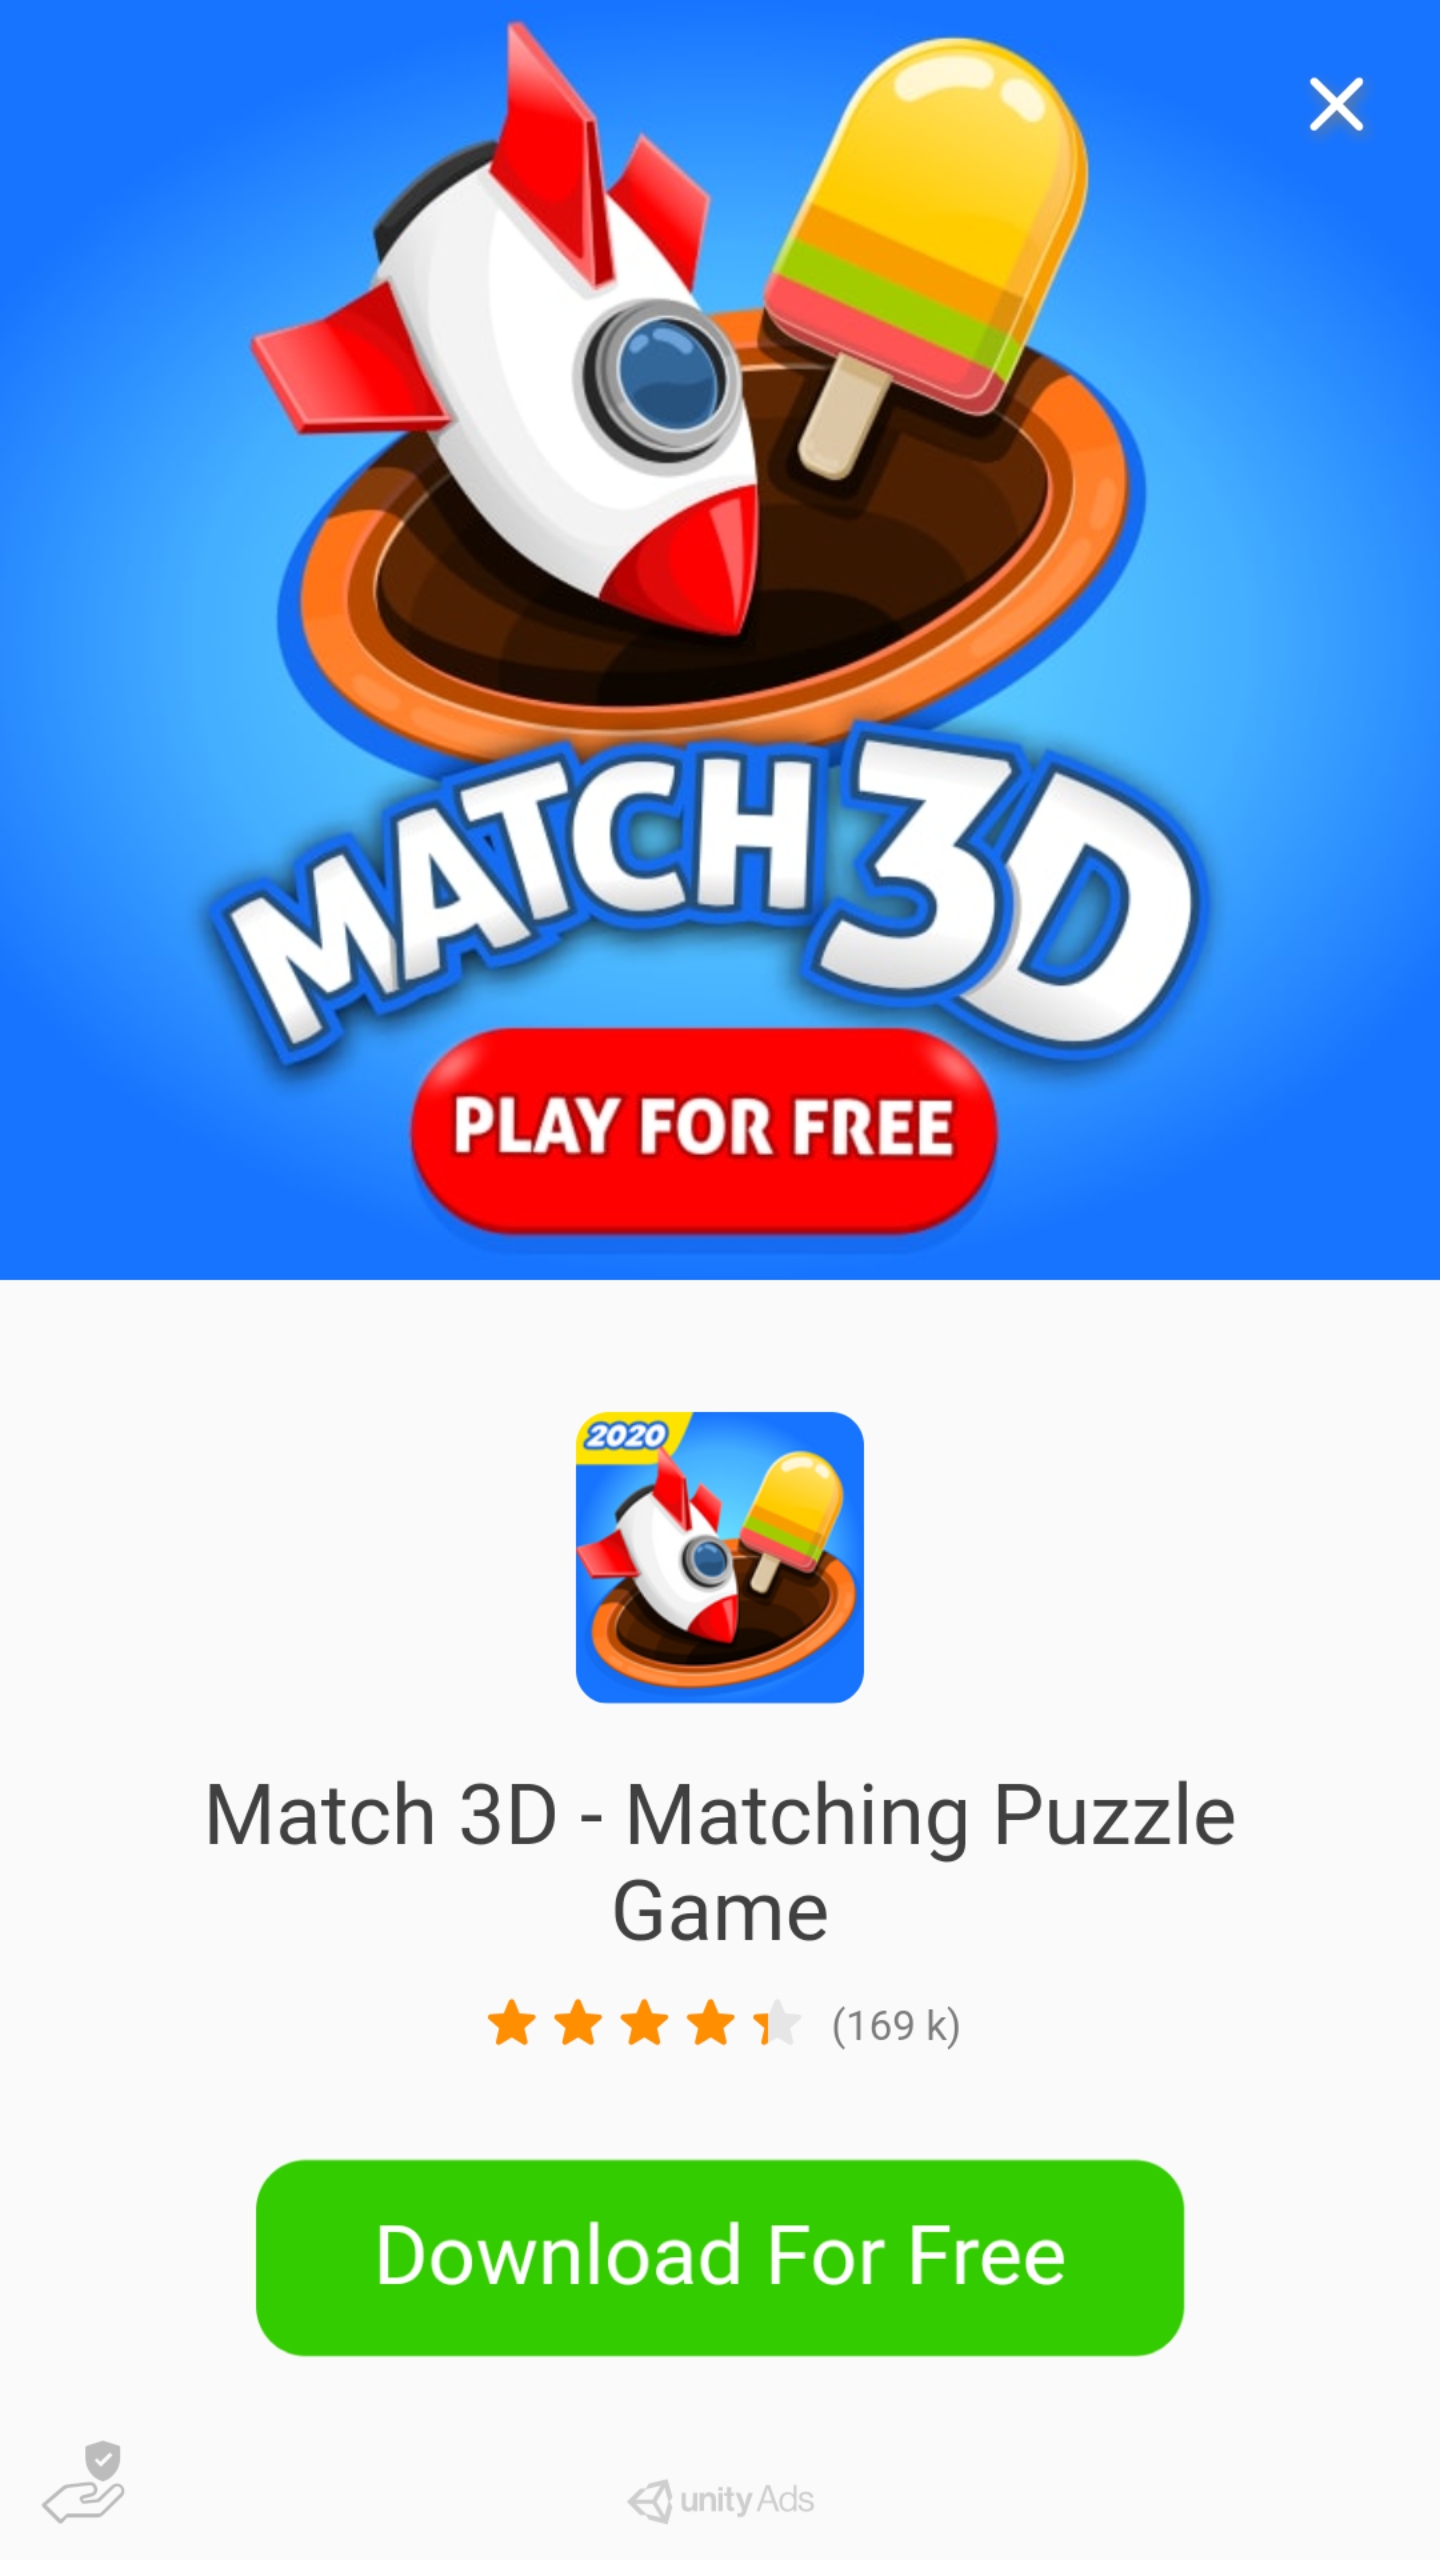 MATCH 3D
PLAY FOR FREE
2020
Match 3D - Matching Puzzle
Game
(169 k)
Download For Free
unity Ads